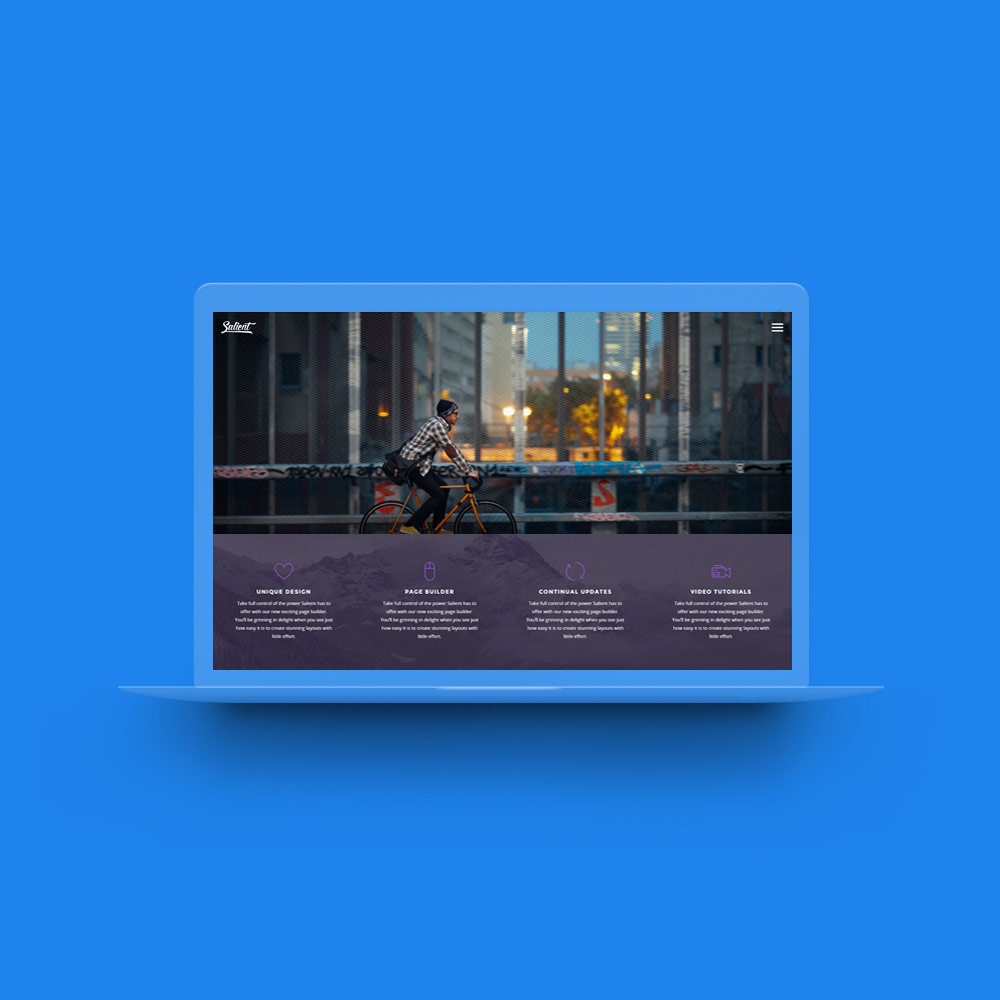 Salient
UNIQUE DESIGN
Take full control of the power Salient has to
offer with our new exciting page builder.
You'll be grinning in delight when you see just
how easy it is to create stunning layouts with
little effort.
PAGE BUILDER
Take full control of the power Salient has to
offer with our new exciting page builder.
You'll be grinning in delight when you see just
how easy it is to create stunning layouts with
little effort.
CONTINUAL UPDATES
Take full control of the power Salient has to
offer with our new exciting page builder.
You'll be grinning in delight when you see just
how easy it is to create stunning layouts with
little effort.
VIDEO TUTORIALS
Take full control of the power Salient has to
offer with our new exciting page builder.
You'll be grinning in delight when you see just
how easy it is to create stunning layouts with
little effort.